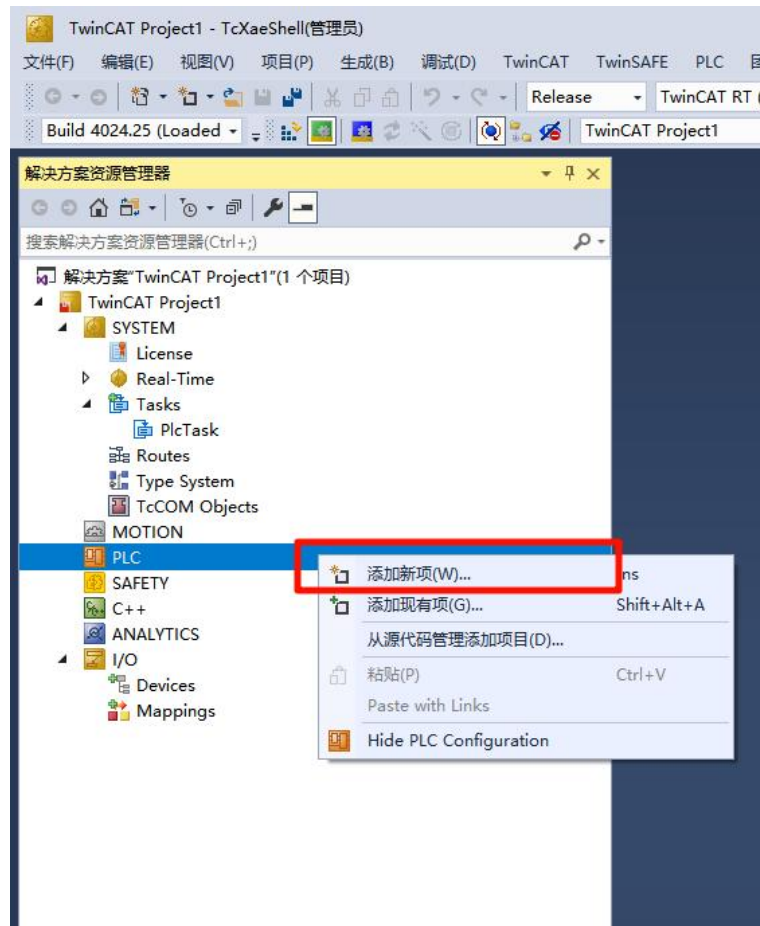 TwinCAT Project1 - TcXaeShell(管理员)
文件(F) 编辑(E) 视图(V) 项目(P) 生成(B) 调试(D) TwinCAT TwinSAFE PLC
Release TwinCAT RT (
Build 4024.25 (Loaded TwinCAT Project1
解决方案资源管理器
搜索解决方案资源管理器(Ctrl+;)
解决方案"TwinCAT Project1"(1 个项目)
TwinCAT Project1
SYSTEM
License
Real-Time
Tasks
PlcTask
Routes
Type System
TcCOM Objects
MOTION
PLC
SAFETY
C++
ANALYTICS
I/O
Devices
Mappings
添加新项(W)... ns
添加现有项(G)... Shift+Alt+A
从源代码管理添加项目(D)...
粘贴(P) Ctrl+V
Paste with Links
Hide PLC Configuration